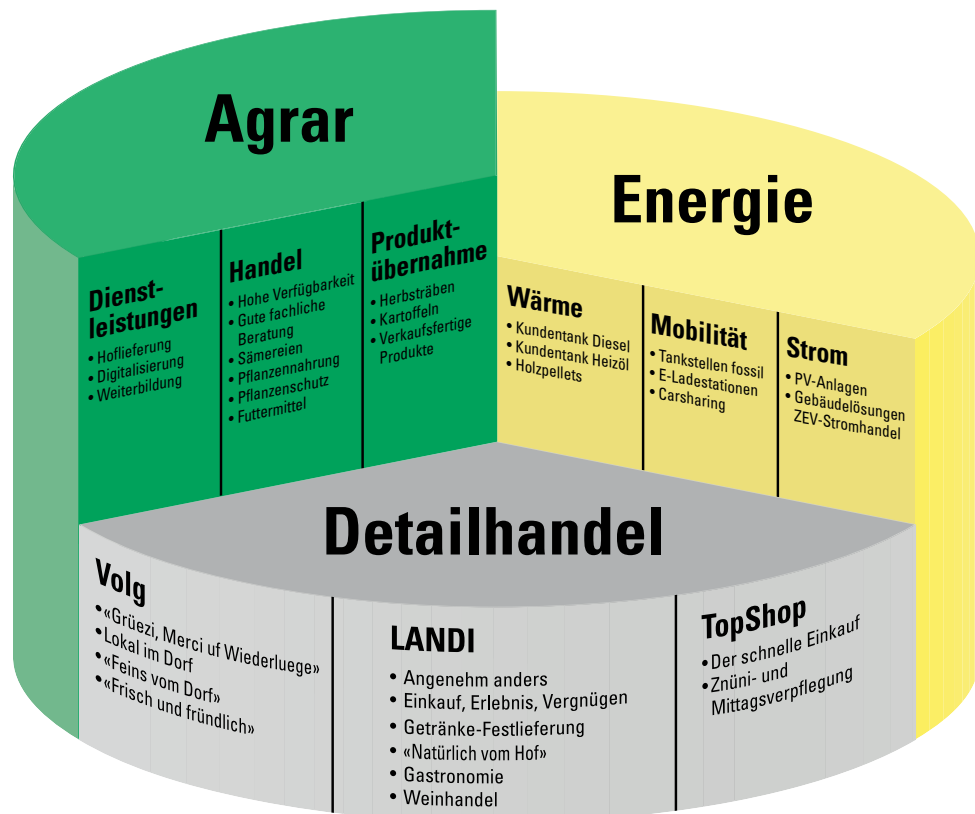 Agrar
Dienst-
leistungen
• Hoflieferung
• Digitalisierung
• Weiterbildung
Handel
• Hohe Verfügbarkeit
• Gute fachliche
Beratung
• Sämereien
• Pflanzennahrung
• Pflanzenschutz
• Futtermittel
Produkt-
übernahme
• Herbsträben
• Kartoffeln
• Verkaufsfertige
Produkte
Energie
Wärme
• Kundentank Diesel
• Kundentank Heizöl
• Holzpellets
Mobilität
• Tankstellen fossil
• E-Ladestationen
• Carsharing
Strom
• PV-Anlagen
• Gebäudelösungen
ZEV-Stromhandel
Detailhandel
Volg
• «Grüezi, Merci uf Wiederluege»
• Lokal im Dorf
• «Feins vom Dorf»
• «Frisch und fründlich»
LANDI
• Angenehm anders
• Einkauf, Erlebnis, Vergnügen
• Getränke-Festlieferung
• «Natürlich vom Hof»
• Gastronomie
• Weinhandel
TopShop
• Der schnelle Einkauf
• Znüni- und
Mittagsverpflegung